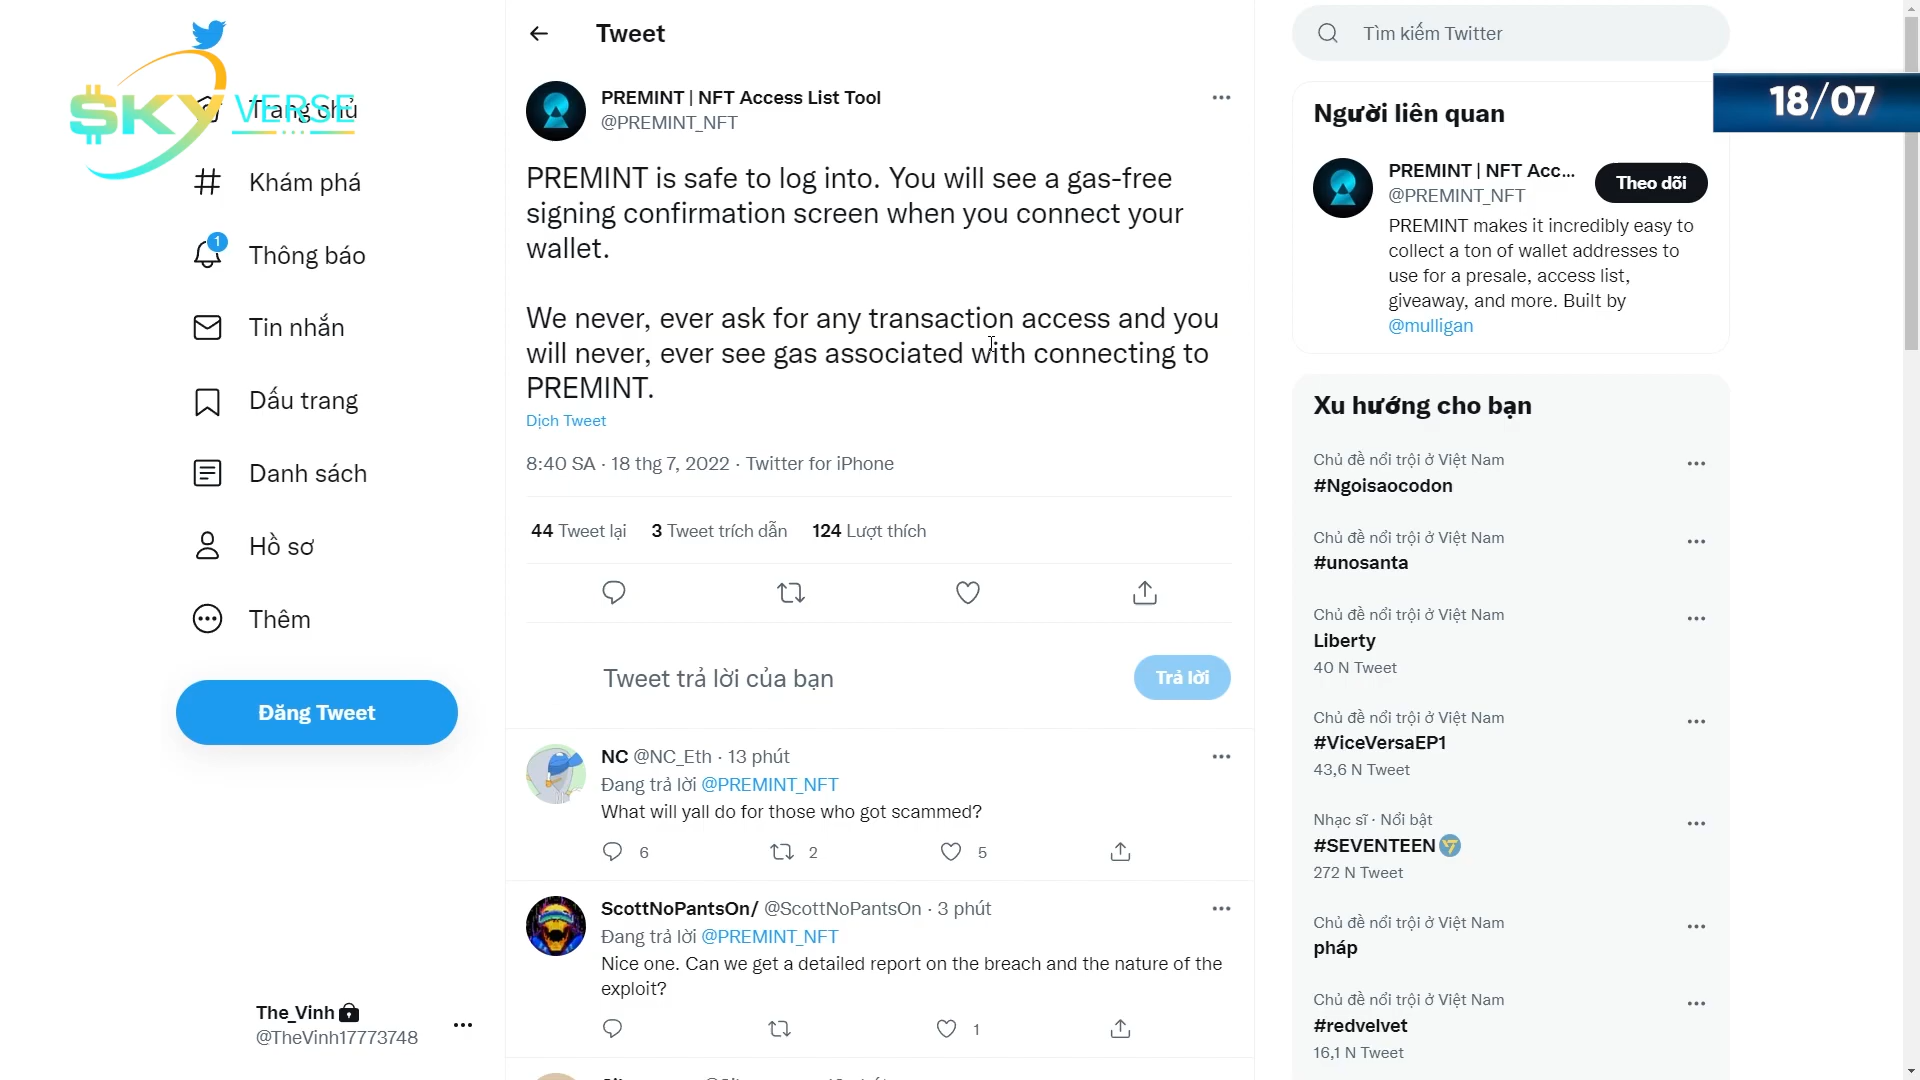 $KY VERSE
Trang chủ
Khám phá
1
Thông báo
Tin nhắn
Dấu trang
Danh sách
Hồ sơ
Thêm
Đăng Tweet
The_Vinh
@TheVinh17773748
Tweet
PREMINT | NFT Access List Tool
@PREMINT_NFT
PREMINT is safe to log into. You will see a gas-free
signing confirmation screen when you connect your
wallet.
We never, ever ask for any transaction access and you
will never, ever see gas associated with connecting to
PREMINT.
Dịch Tweet
8:40 SA · 18 thg 7, 2022 · Twitter for iPhone
44 Tweet lại 3 Tweet trích dẫn 124 Lượt thích
Tweet trả lời của bạn
Trả lời
NC @NC_Eth · 13 phút
Đang trả lời @PREMINT_NFT
What will yall do for those who got scammed?
6 2 5
ScottNoPantsOn/ @ScottNoPantsOn · 3 phút
Đang trả lời @PREMINT_NFT
Nice one. Can we get a detailed report on the breach and the nature of the
exploit?
1
Tìm kiếm Twitter
18/07
Người liên quan
PREMINT | NFT Acc...
@PREMINT_NFT
Theo dõi
PREMINT makes it incredibly easy to
collect a ton of wallet addresses to
use for a presale, access list,
giveaway, and more. Built by
@mulligan
Xu hướng cho bạn
Chủ đề nổi trội ở Việt Nam
#Ngoisaocodon
Chủ đề nổi trội ở Việt Nam
#unosanta
Chủ đề nổi trội ở Việt Nam
Liberty
40 N Tweet
Chủ đề nổi trội ở Việt Nam
#ViceVersaEP1
43,6 N Tweet
Nhạc sĩ · Nổi bật
#SEVENTEEN
272 N Tweet
Chủ đề nổi trội ở Việt Nam
pháp
Chủ đề nổi trội ở Việt Nam
#redvelvet
16,1 N Tweet